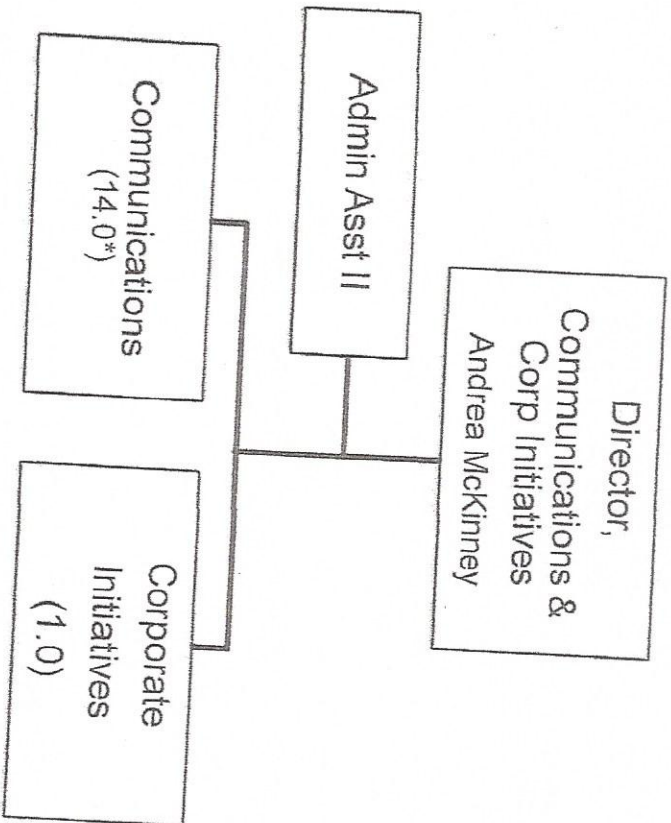 Director,
Communications &
Corp Initiatives
Andrea McKinney
Admin Asst II
Communications
(14.0*)
Corporate
Initiatives
(1.0)